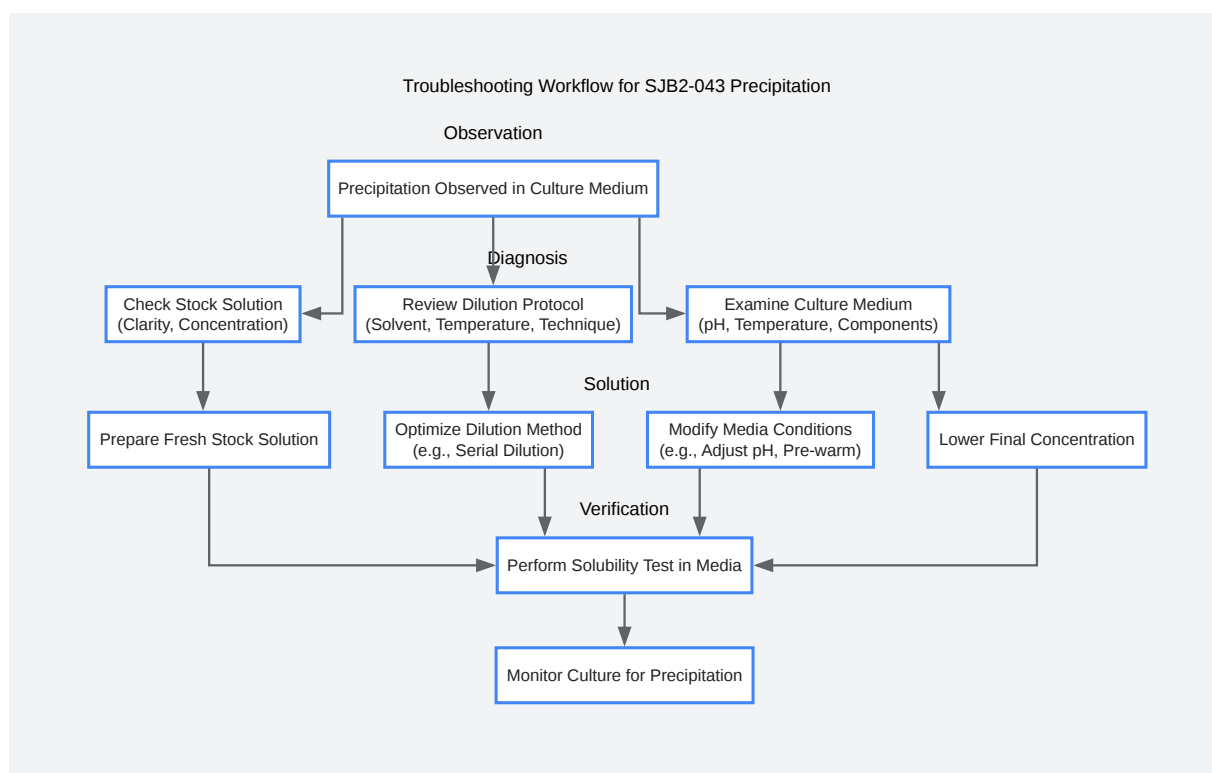 Troubleshooting Workflow for SJB2-043 Precipitation
Observation
Precipitation Observed in Culture Medium
Diagnosis
Check Stock Solution
(Clarity, Concentration)
Review Dilution Protocol
(Solvent, Temperature, Technique)
Examine Culture Medium
(pH, Temperature, Components)
Solution
Prepare Fresh Stock Solution
Optimize Dilution Method
(e.g., Serial Dilution)
Modify Media Conditions
(e.g., Adjust pH, Pre-warm)
Lower Final Concentration
Verification
Perform Solubility Test in Media
Monitor Culture for Precipitation